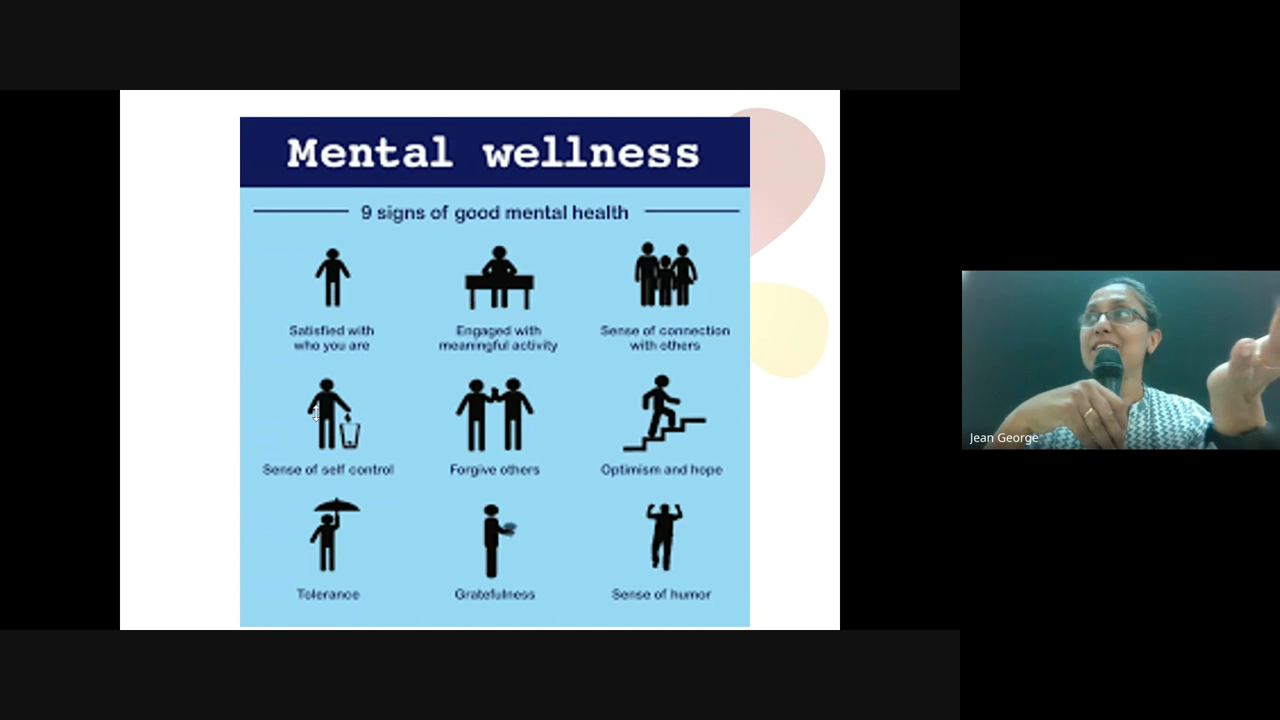 Mental wellness
9 signs of good mental health
Satisfied with
who you are
Engaged with
meaningful activity
Sense of connection
with others
Sense of self control
Forgive others
Optimism and hope
Tolerance
Gratefulness
Sense of humor
Jean George